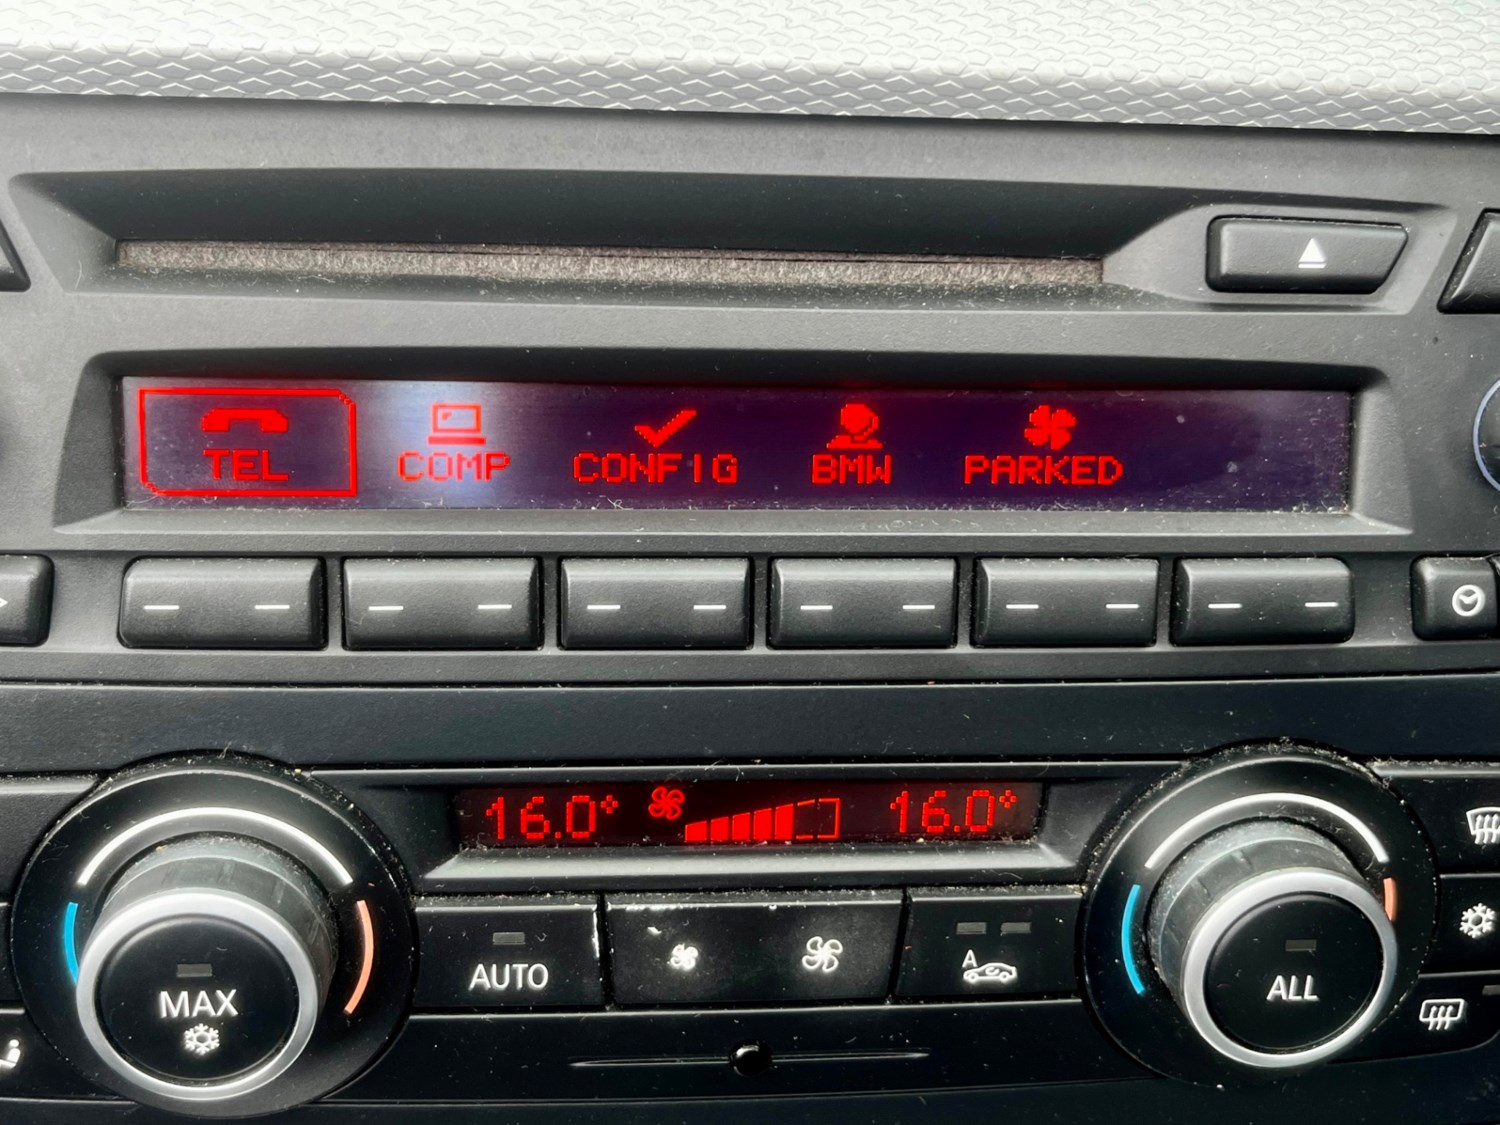 TEL COMP CONFIG BMW PARKED
16.0° 16.0°
AUTO A
MAX ALL